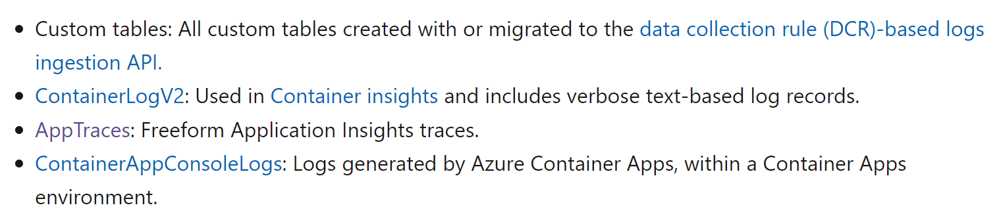 • Custom tables: All custom tables created with or migrated to the data collection rule (DCR)-based logs
ingestion API.
• ContainerLogV2: Used in Container insights and includes verbose text-based log records.
• AppTraces: Freeform Application Insights traces.
• ContainerAppConsoleLogs: Logs generated by Azure Container Apps, within a Container Apps
environment.